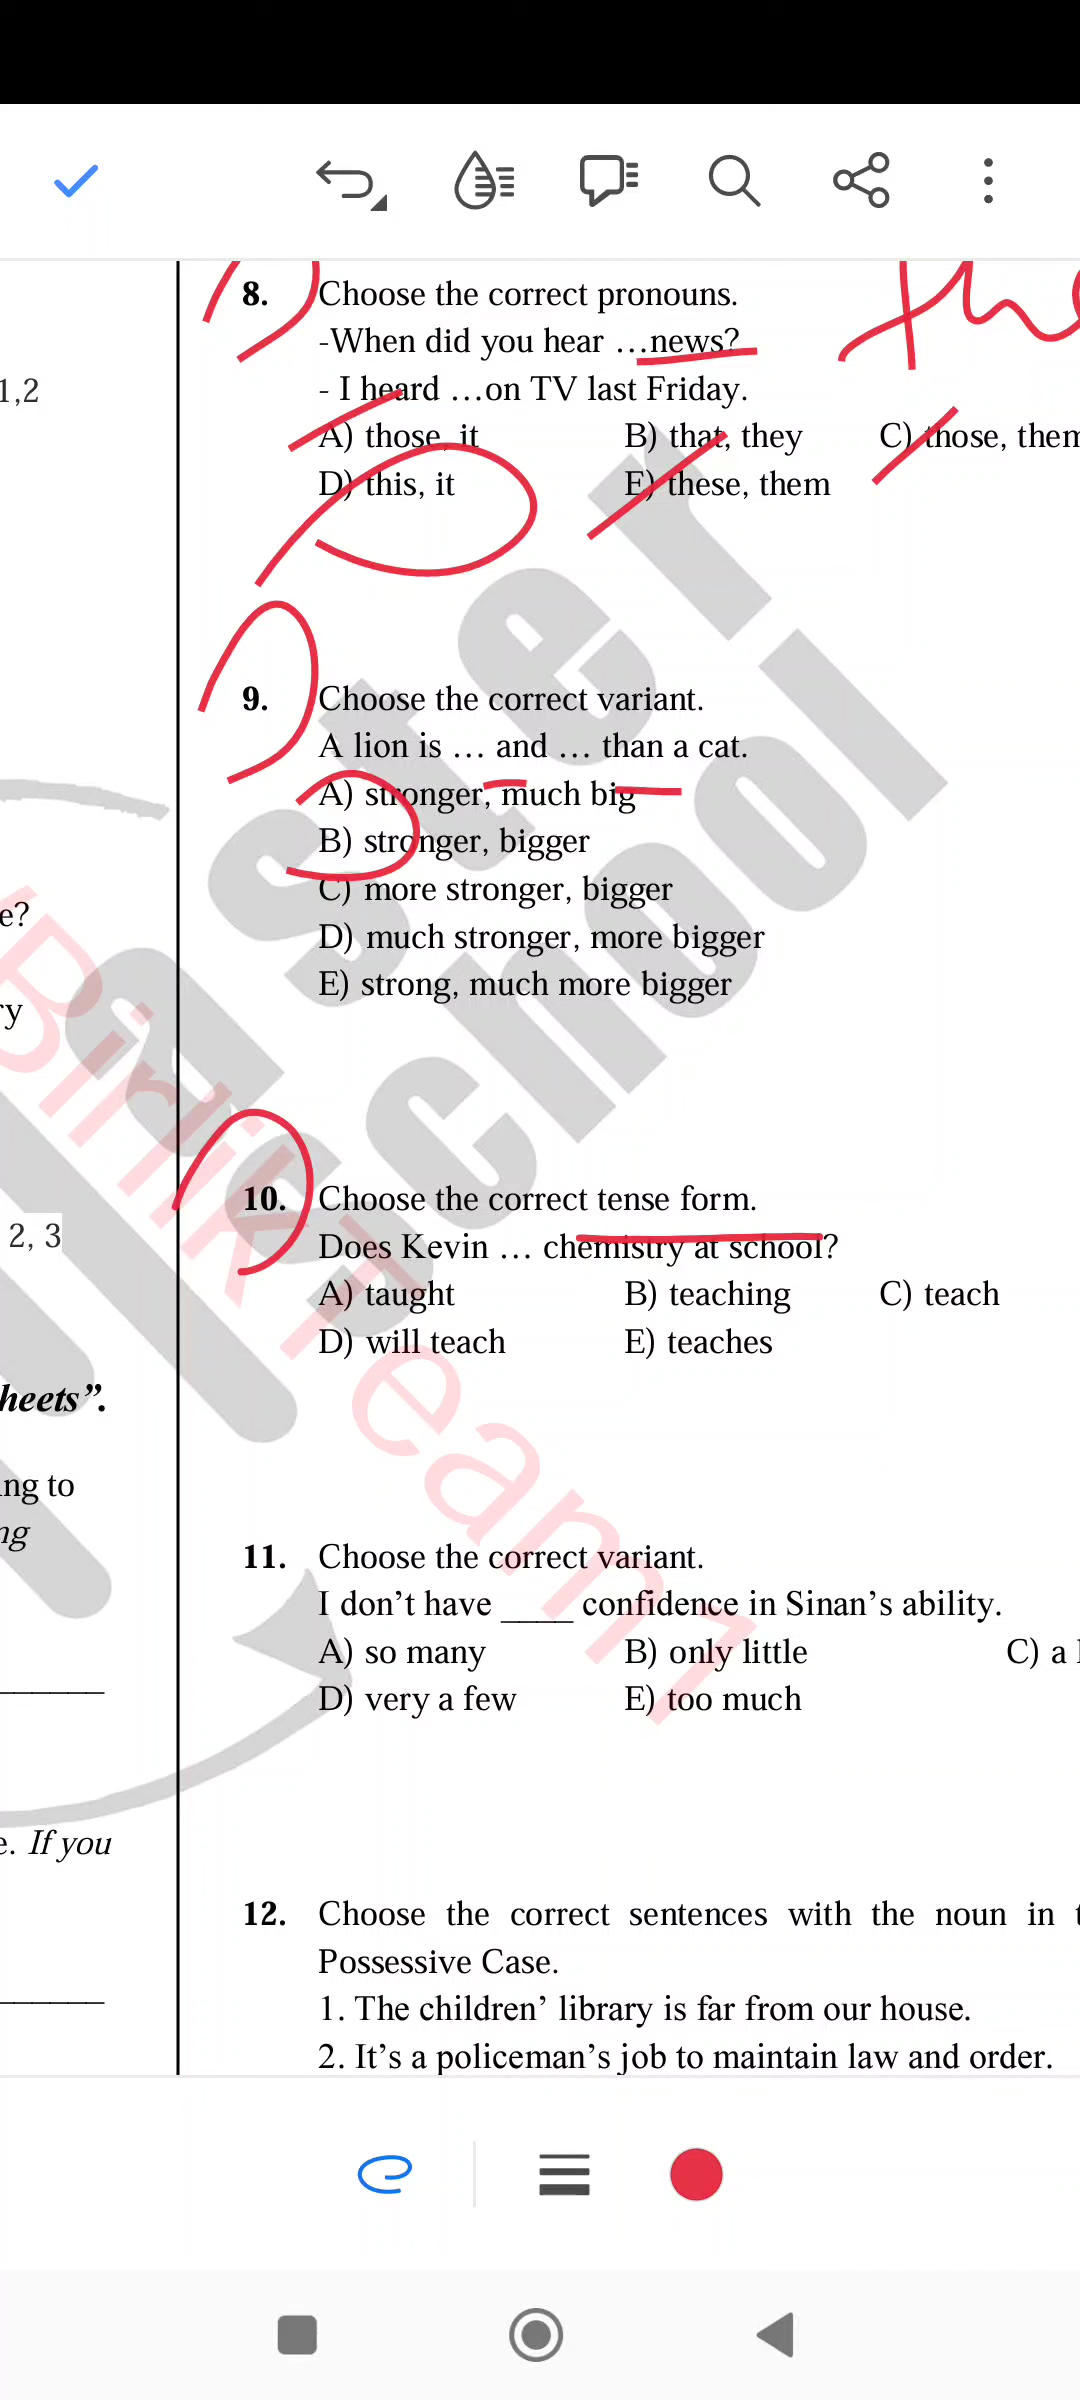 8. Choose the correct pronouns.
-When did you hear …news?
- I heard …on TV last Friday.
A) those, it B) that, they C) those, them
D) this, it E) these, them
the
9. Choose the correct variant.
A lion is … and … than a cat.
A) stronger, much big
B) stronger, bigger
C) more stronger, bigger
D) much stronger, more bigger
E) strong, much more bigger
10. Choose the correct tense form.
Does Kevin … chemistry at school?
A) taught B) teaching C) teach
D) will teach E) teaches
11. Choose the correct variant.
I don’t have ____ confidence in Sinan’s ability.
A) so many B) only little C) a
D) very a few E) too much
12. Choose the correct sentences with the noun in
Possessive Case.
1. The children’ library is far from our house.
2. It’s a policeman’s job to maintain law and order.
1,2
e?
ry
2, 3
heets”.
ng to
ng
e. If you
aster
school
BirlikTeam1